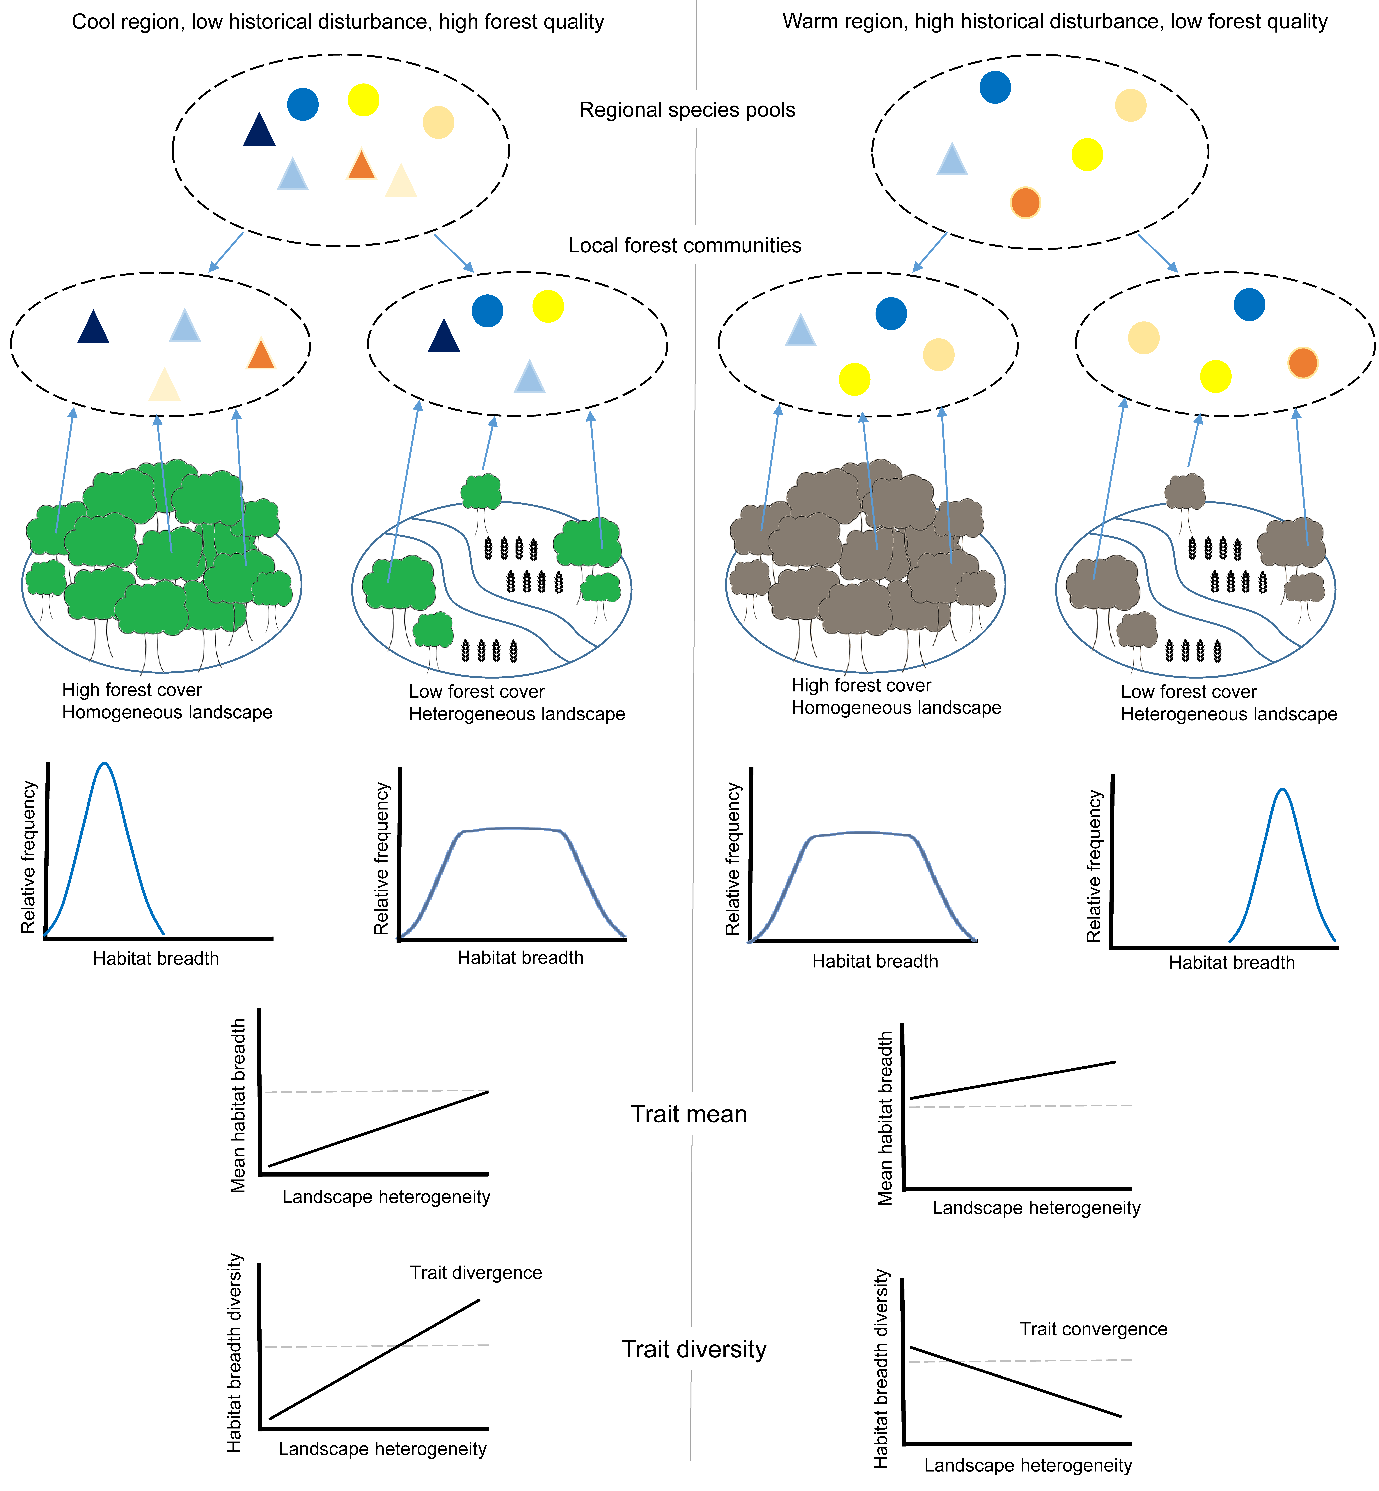 Cool region, low historical disturbance, high forest quality
Warm region, high historical disturbance, low forest quality
Regional species pools
Local forest communities
High forest cover
Homogeneous landscape
Low forest cover
Heterogeneous landscape
High forest cover
Homogeneous landscape
Low forest cover
Heterogeneous landscape
Relative frequency
Habitat breadth
Relative frequency
Habitat breadth
Relative frequency
Habitat breadth
Relative frequency
Habitat breadth
Mean habitat breadth
Landscape heterogeneity
Trait mean
Mean habitat breadth
Landscape heterogeneity
Habitat breadth diversity
Trait divergence
Landscape heterogeneity
Trait diversity
Habitat breadth diversity
Trait convergence
Landscape heterogeneity